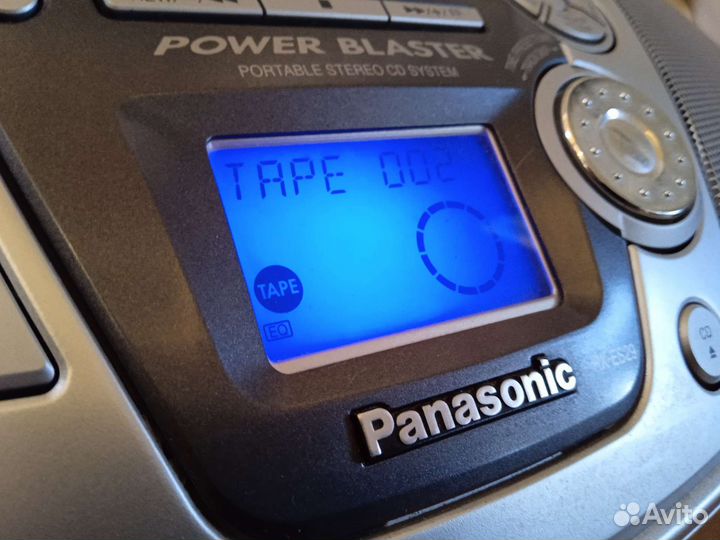 POWER BLASTER
PORTABLE STEREO CD SYSTEM
TAPE 002
TAPE
EQ
CD
Panasonic
Avito